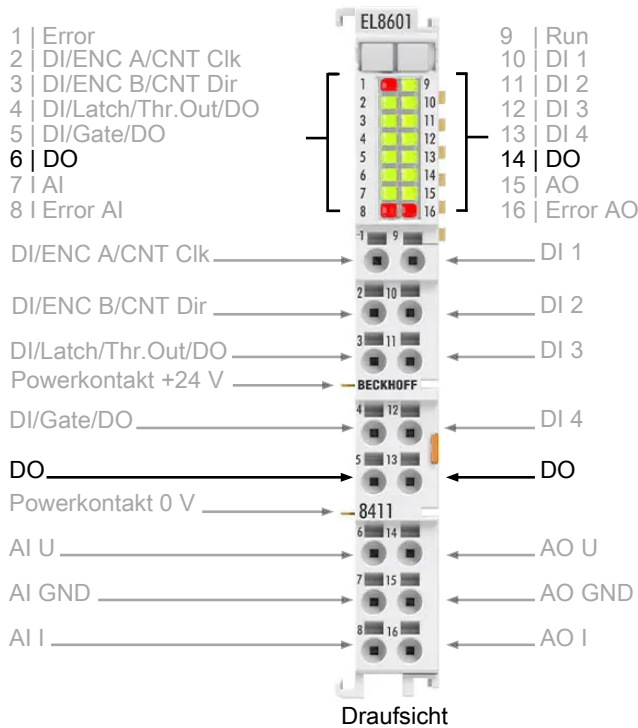 EL8601
1 | Error
2 | DI/ENC A/CNT Clk
3 | DI/ENC B/CNT Dir
4 | DI/Latch/Thr.Out/DO
5 | DI/Gate/DO
6 | DO
7 I AI
8 I Error AI
9 | Run
10 | DI 1
11 | DI 2
12 | DI 3
13 | DI 4
14 | DO
15 | AO
16 | Error AO
1 9
2 10
3 11
4 12
5 13
6 14
7 15
8 16
DI/ENC A/CNT Clk 1 9 DI 1
DI/ENC B/CNT Dir 2 10 DI 2
DI/Latch/Thr.Out/DO 3 11 DI 3
Powerkontakt +24 V BECKHOFF
DI/Gate/DO 4 12 DI 4
DO 5 13 DO
Powerkontakt 0 V 8411
AI U 6 14 AO U
AI GND 7 15 AO GND
AI I 8 16 AO I
Draufsicht